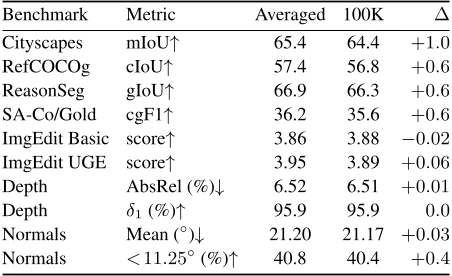 Benchmark Metric Averaged 100K Δ
Cityscapes mIoU↑ 65.4 64.4 +1.0
RefCOCOg cIoU↑ 57.4 56.8 +0.6
ReasonSeg gIoU↑ 66.9 66.3 +0.6
SA-Co/Gold cgF1↑ 36.2 35.6 +0.6
ImgEdit Basic score↑ 3.86 3.88 −0.02
ImgEdit UGE score↑ 3.95 3.89 +0.06
Depth AbsRel (%)↓ 6.52 6.51 +0.01
Depth δ₁ (%)↑ 95.9 95.9 0.0
Normals Mean (°)↓ 21.20 21.17 +0.03
Normals <11.25° (%)↑ 40.8 40.4 +0.4